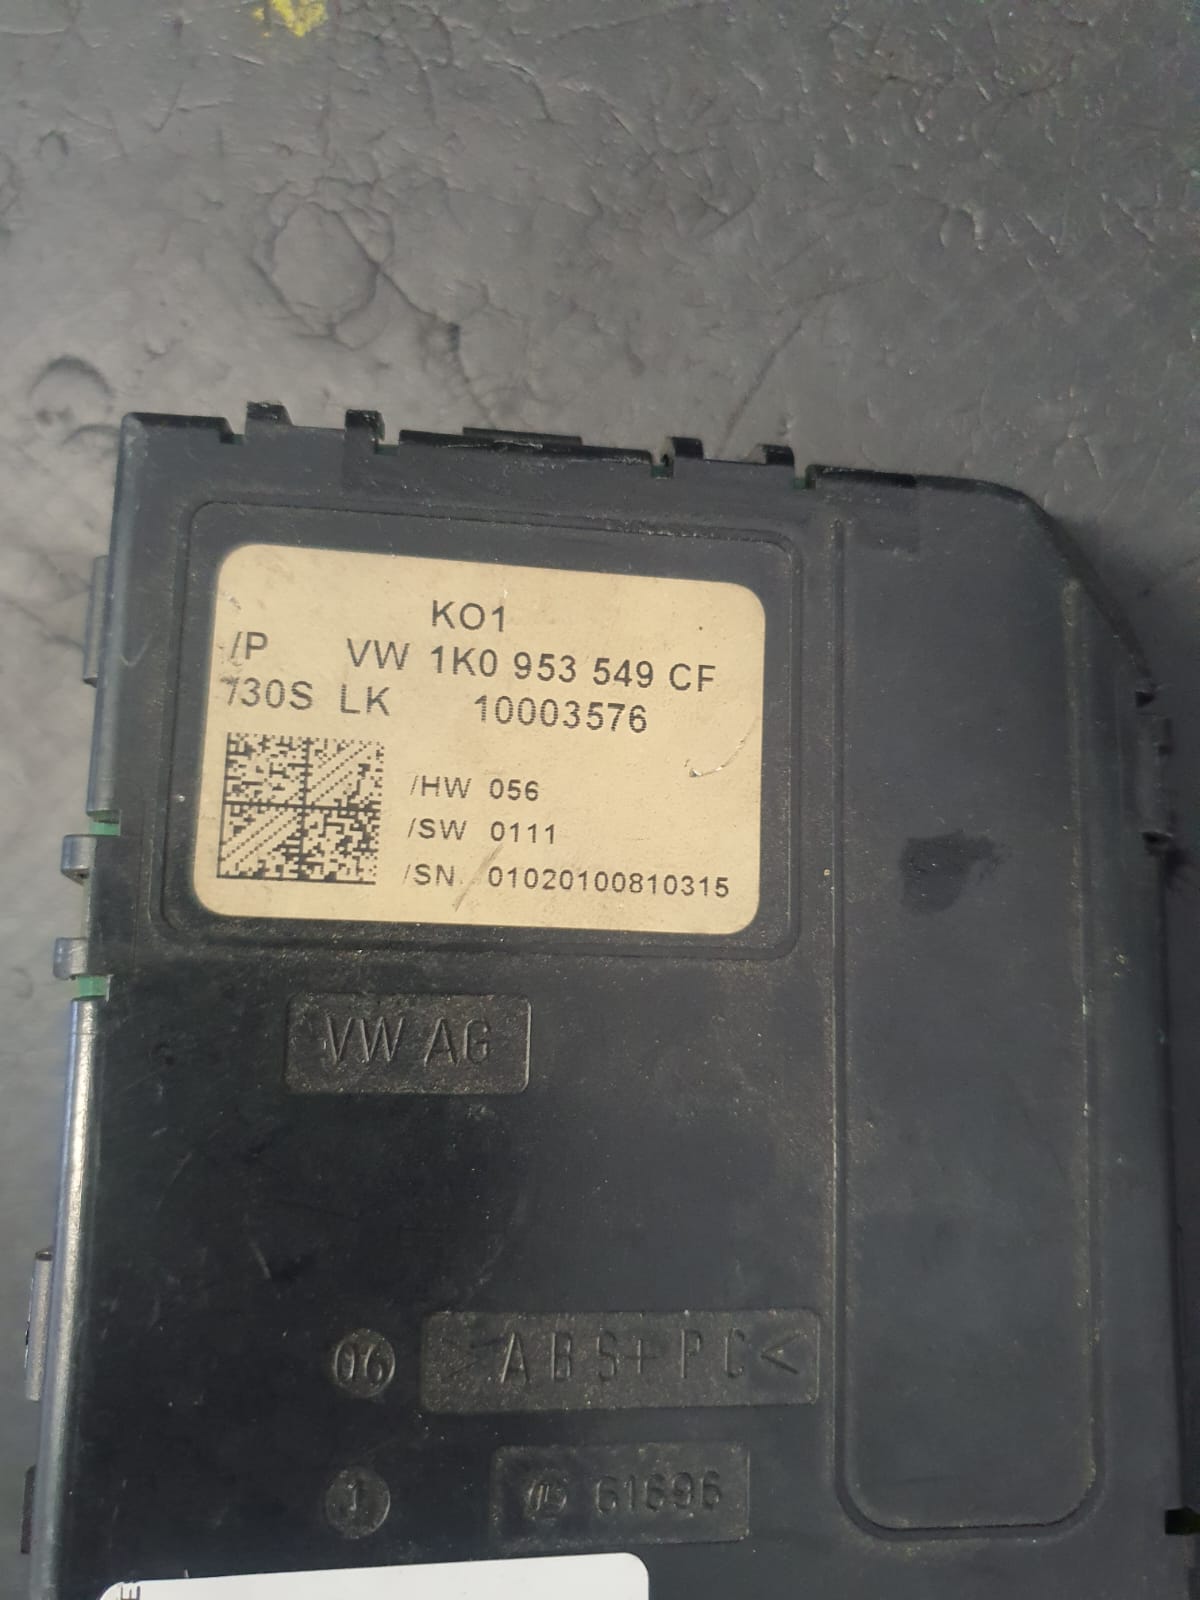 KO1
/P VW 1K0 953 549 CF
730S LK 10003576
/HW 056
/SW 0111
/SN 01020100810315
VW AG
06 >ABS+PC<
1 61696
E